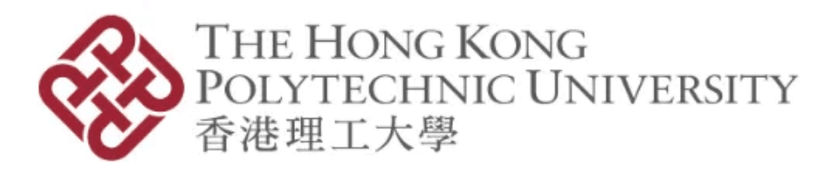 THE HONG KONG
POLYTECHNIC UNIVERSITY
香港理工大學